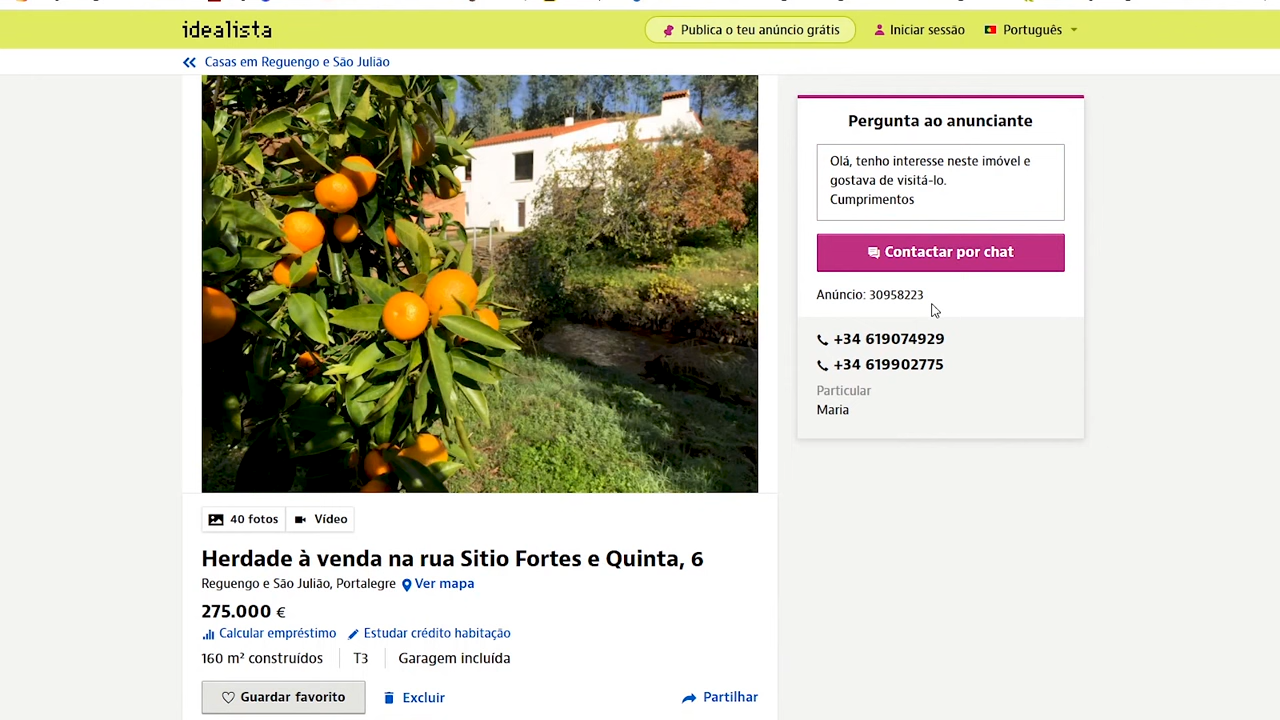 idealista
Publica o teu anúncio grátis
Iniciar sessão
Português
Casas em Reguengo e São Julião
Pergunta ao anunciante
Olá, tenho interesse neste imóvel e
gostava de visitá-lo.
Cumprimentos
Contactar por chat
Anúncio: 30958223
+34 619074929
+34 619902775
Particular
Maria
40 fotos
Vídeo
Herdade à venda na rua Sitio Fortes e Quinta, 6
Reguengo e São Julião, Portalegre Ver mapa
275.000 €
Calcular empréstimo Estudar crédito habitação
160 m² construídos T3 Garagem incluída
Guardar favorito Excluir Partilhar